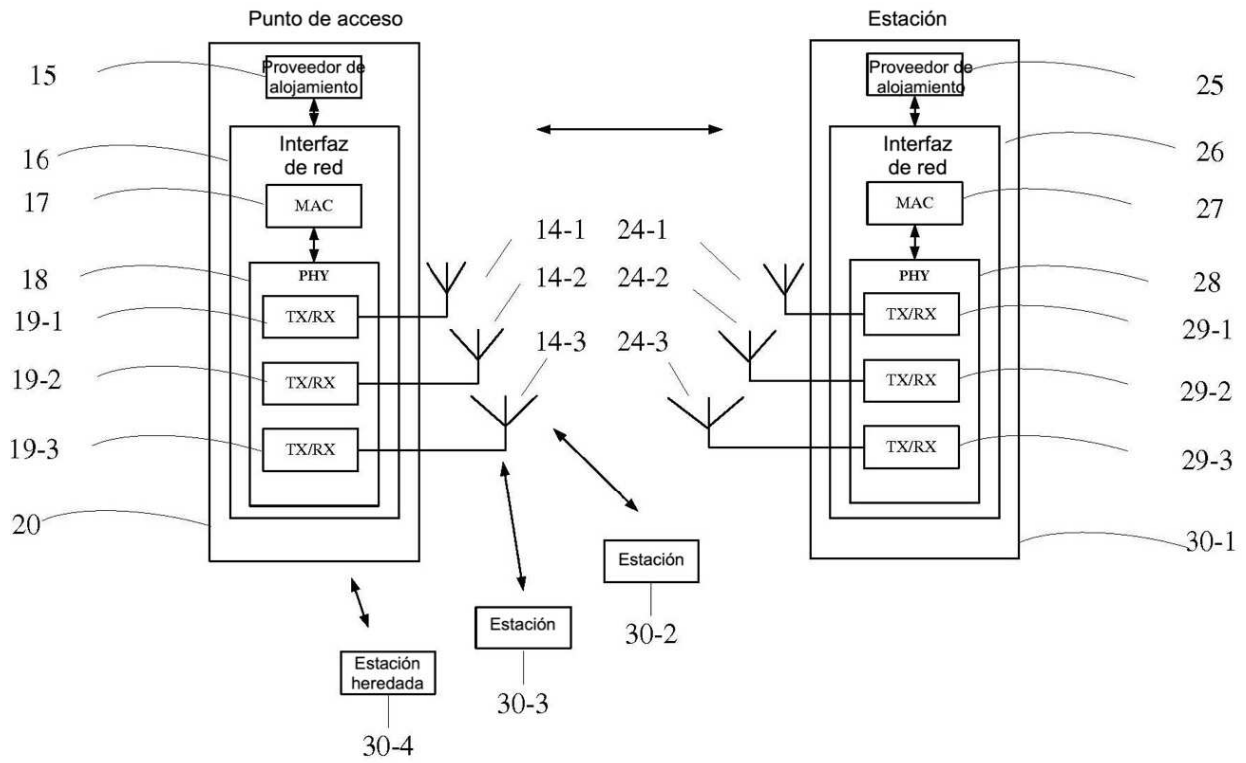 Punto de acceso
Estación
15
Proveedor de
alojamiento
Proveedor de
alojamiento
25
16
Interfaz
de red
Interfaz
de red
26
17
MAC
MAC
27
14-1
24-1
18
PHY
14-2
24-2
PHY
28
19-1
TX/RX
TX/RX
29-1
14-3
24-3
19-2
TX/RX
TX/RX
29-2
19-3
TX/RX
TX/RX
29-3
20
30-1
Estación
30-2
Estación
30-3
Estación
heredada
30-4